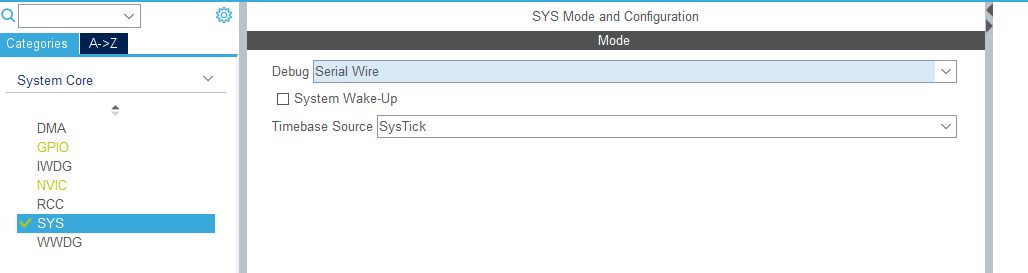 SYS Mode and Configuration
Categories A->Z
Mode
System Core
Debug Serial Wire
System Wake-Up
Timebase Source SysTick
DMA
GPIO
IWDG
NVIC
RCC
SYS
WWDG